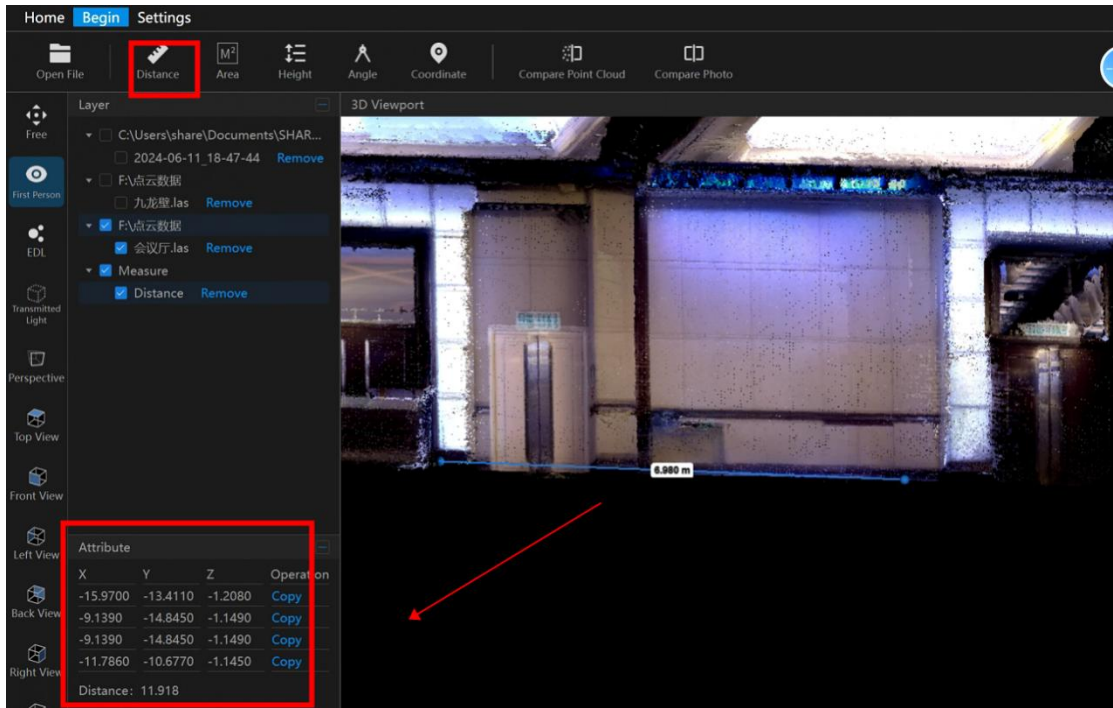 Home Begin Settings
Open File Distance M² Area Height Angle Coordinate Compare Point Cloud Compare Photo
Free
First Person
EDL
Transmitted Light
Perspective
Top View
Front View
Left View
Back View
Right View
Layer
C:\Users\share\Documents\SHAR...
2024-06-11_18-47-44 Remove
F:\点云数据
九龙壁.las Remove
F:\点云数据
会议厅.las Remove
Measure
Distance Remove
Attribute
X Y Z Operation
-15.9700 -13.4110 -1.2080 Copy
-9.1390 -14.8450 -1.1490 Copy
-9.1390 -14.8450 -1.1490 Copy
-11.7860 -10.6770 -1.1450 Copy
Distance: 11.918
3D Viewport
6.980 m